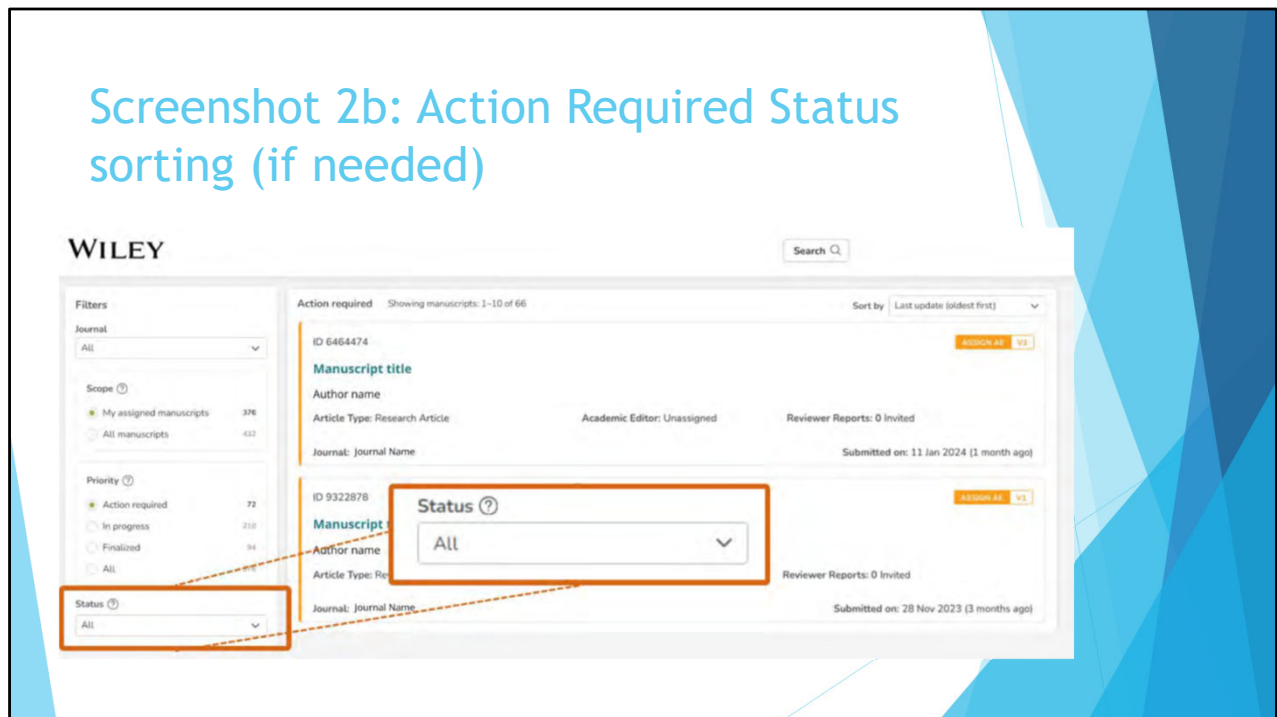 Screenshot 2b: Action Required Status
sorting (if needed)
WILEY
Search
Filters
Journal
All
Scope
My assigned manuscripts 376
All manuscripts 432
Priority
Action required 72
In progress 210
Finalized 94
All
Status
All
Action required Showing manuscripts: 1–10 of 66
Sort by Last update (oldest first)
ID 6464474
ASSIGN AE
Manuscript title
Author name
Article Type: Research Article Academic Editor: Unassigned Reviewer Reports: 0 Invited
Journal: Journal Name Submitted on: 11 Jan 2024 (1 month ago)
ID 9322878
ASSIGN AE V1
Manuscript
Author name
Article Type: Reviewer Reports: 0 Invited
Journal: Journal Name Submitted on: 28 Nov 2023 (3 months ago)
Status
All